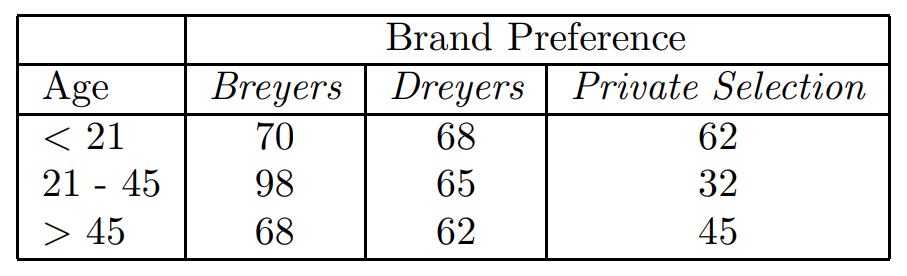 Brand Preference
Age Breyers Dreyers Private Selection
< 21 70 68 62
21 - 45 98 65 32
> 45 68 62 45